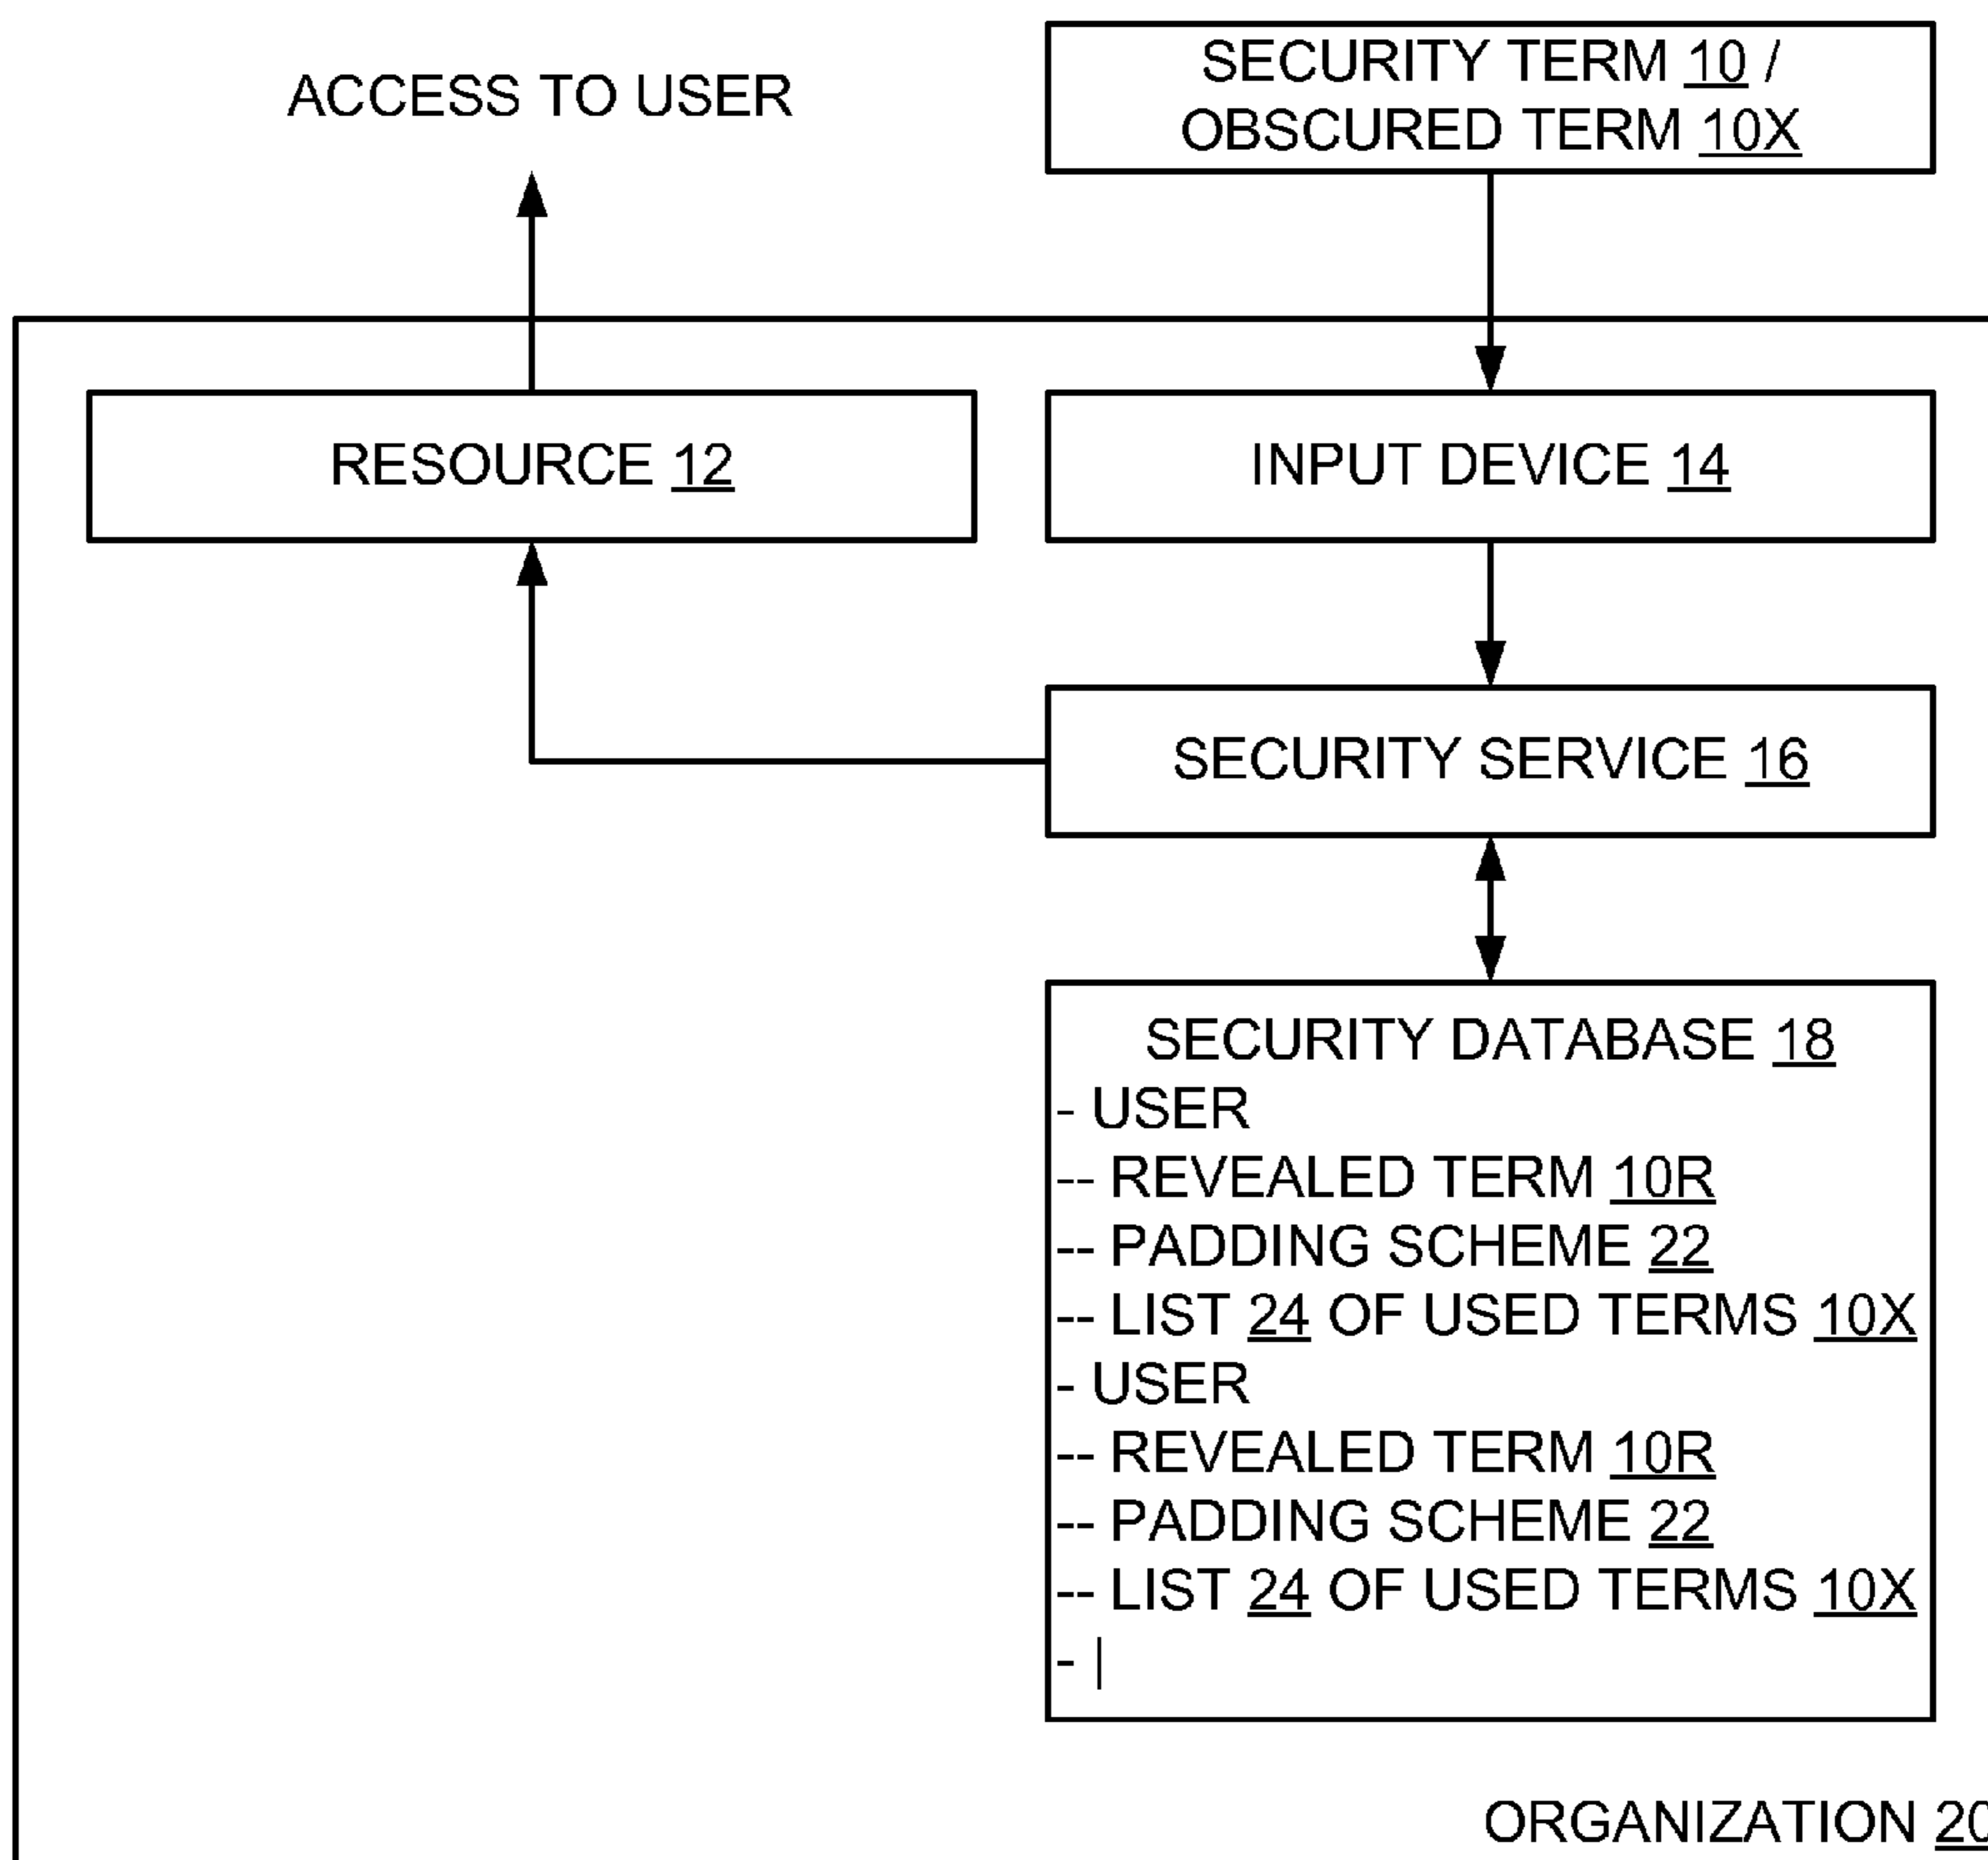 ACCESS TO USER
SECURITY TERM 10 /
OBSCURED TERM 10X
RESOURCE 12
INPUT DEVICE 14
SECURITY SERVICE 16
SECURITY DATABASE 18
- USER
-- REVEALED TERM 10R
-- PADDING SCHEME 22
-- LIST 24 OF USED TERMS 10X
- USER
-- REVEALED TERM 10R
-- PADDING SCHEME 22
-- LIST 24 OF USED TERMS 10X
- |
ORGANIZATION 20